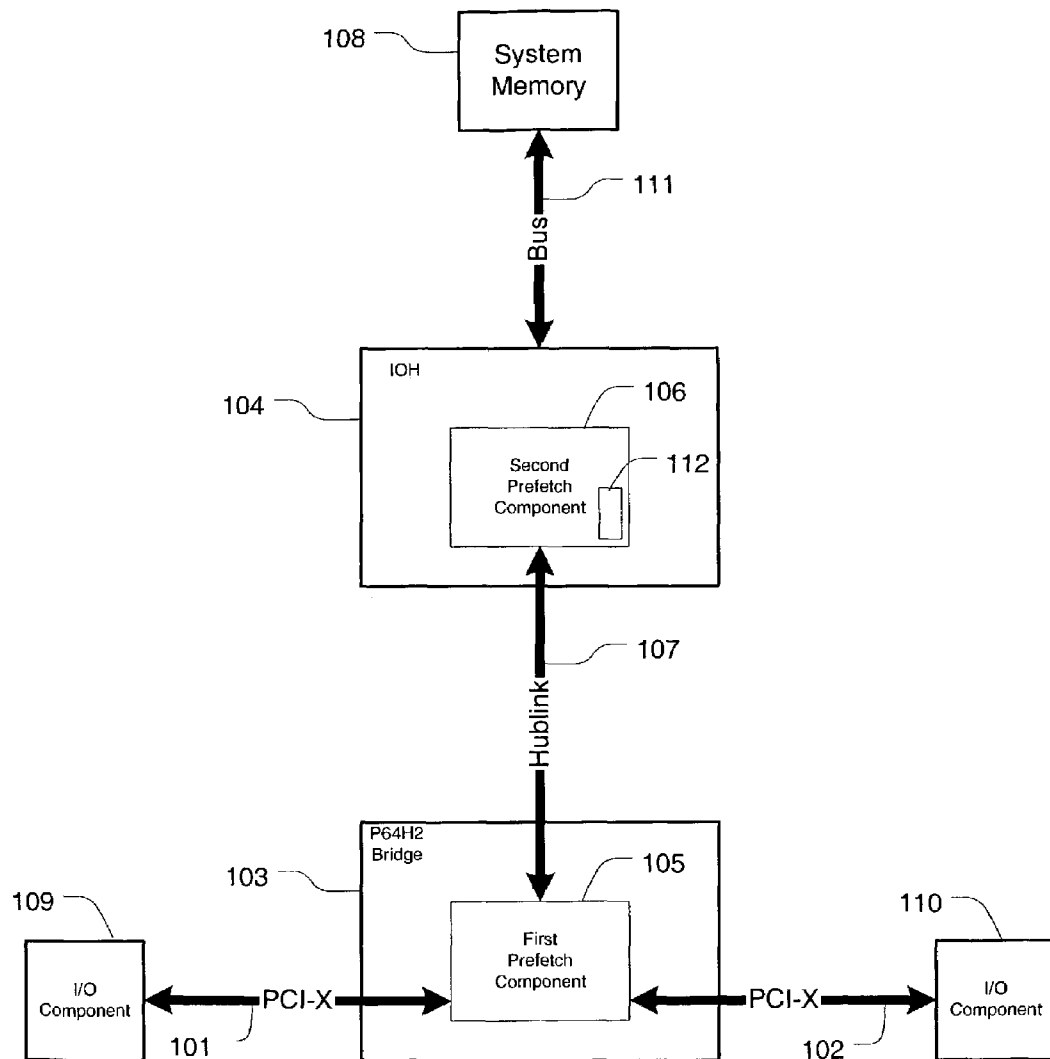 108
System
Memory
111
Bus
IOH
104
106
Second
Prefetch
Component
112
107
Hublink
P64H2
Bridge
103
105
109
110
First
Prefetch
Component
I/O
Component
PCI-X
PCI-X
I/O
Component
101
102